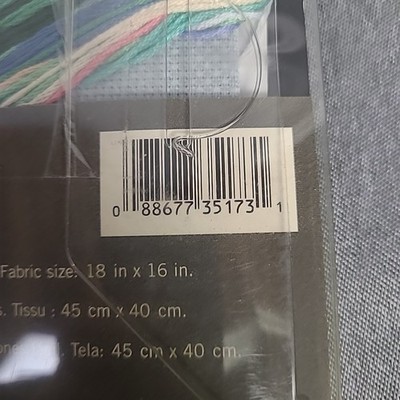 0 88677 35173 1
Fabric size: 18 in x 16 in.
s. Tissu : 45 cm x 40 cm.
Tela: 45 cm x 40 cm.